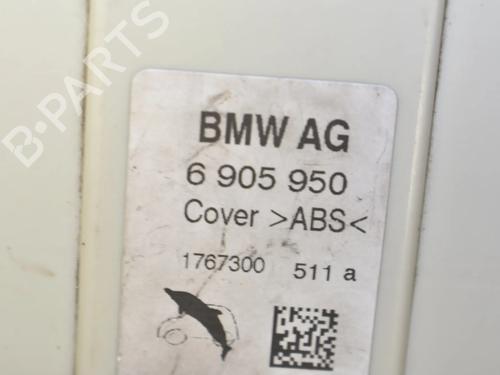 B-PARTS
BMW AG
6 905 950
Cover >ABS<
1767300 511 a